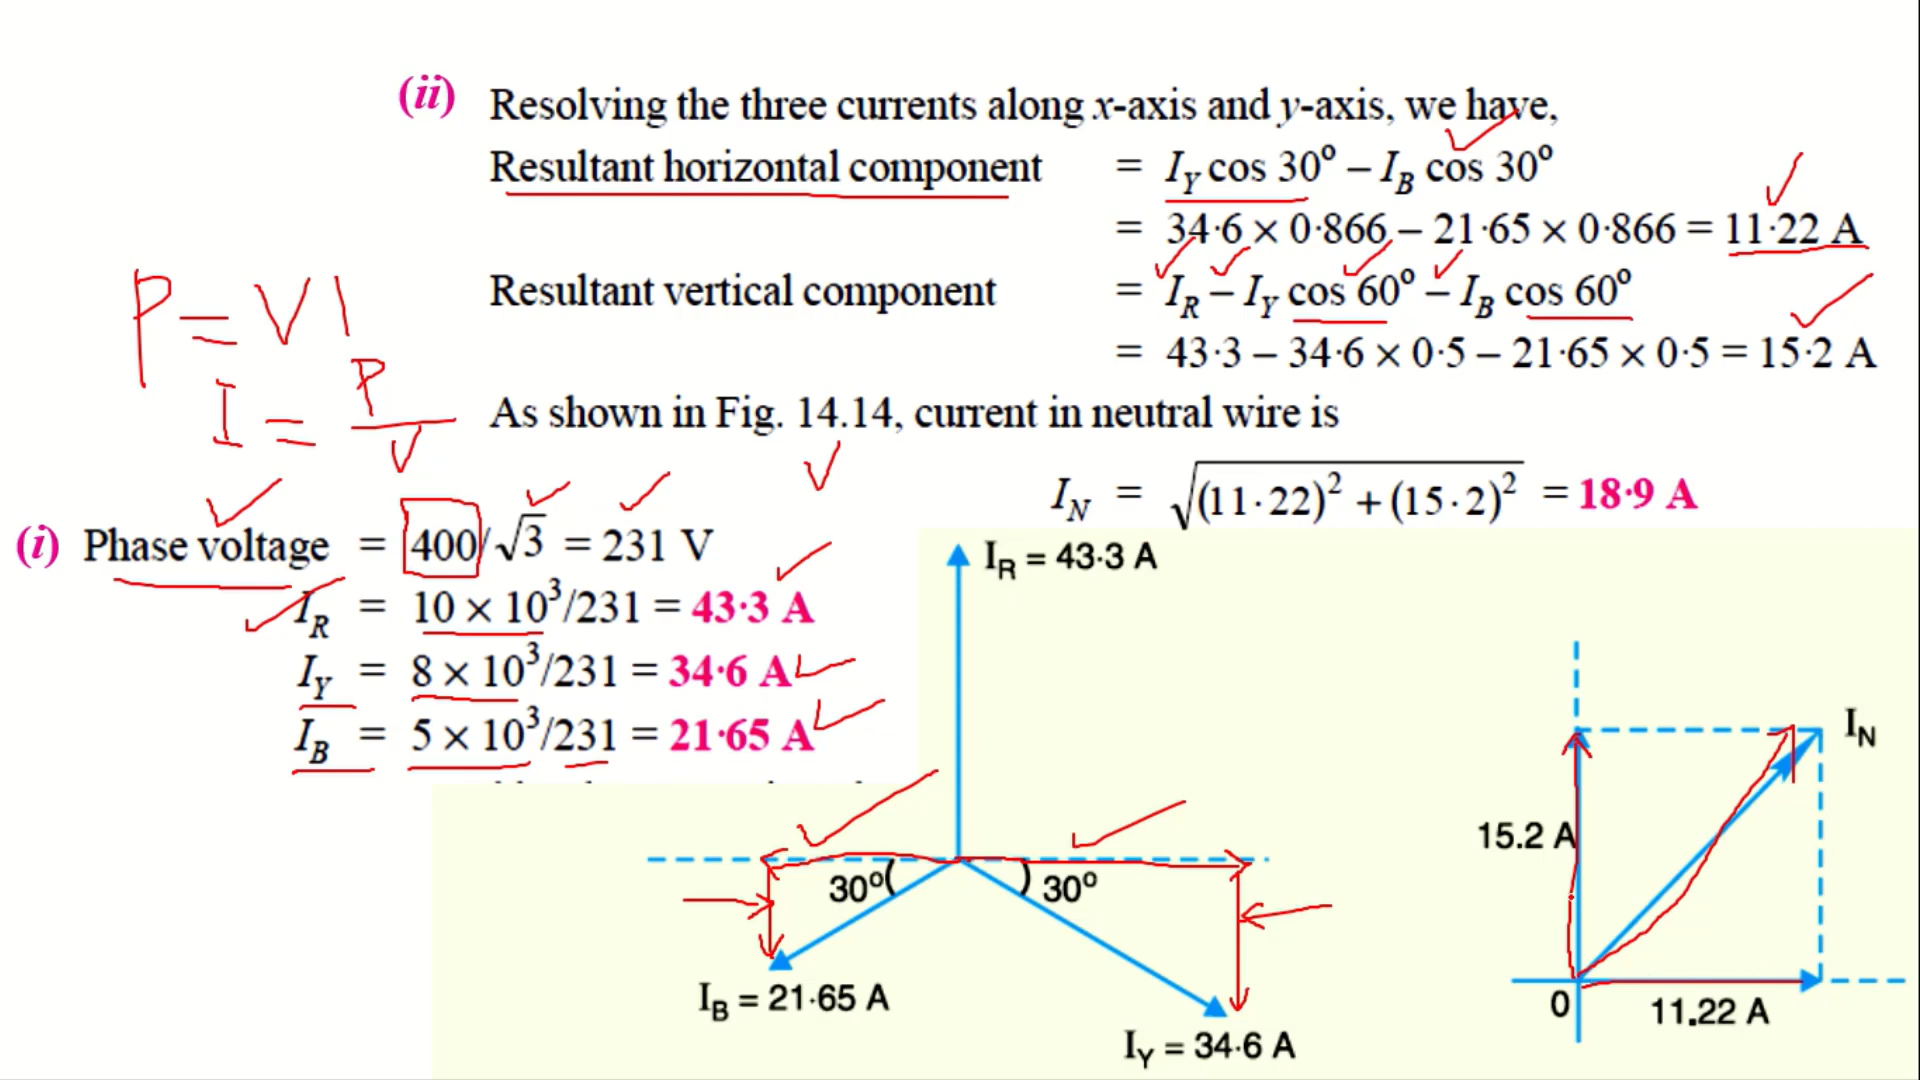 (ii) Resolving the three currents along x-axis and y-axis, we have,
Resultant horizontal component = I_Y cos 30° – I_B cos 30°
= 34·6 × 0·866 – 21·65 × 0·866 = 11·22 A
Resultant vertical component = I_R – I_Y cos 60° – I_B cos 60°
= 43·3 – 34·6 × 0·5 – 21·65 × 0·5 = 15·2 A
As shown in Fig. 14.14, current in neutral wire is
I_N = √((11·22)² + (15·2)²) = 18·9 A
P = VI
I = P/V
(i) Phase voltage = 400/√3 = 231 V
I_R = 10 × 10³/231 = 43·3 A
I_Y = 8 × 10³/231 = 34·6 A
I_B = 5 × 10³/231 = 21·65 A
I_R = 43·3 A
30° 30°
I_B = 21·65 A
I_Y = 34·6 A
I_N
15.2 A
0
11.22 A